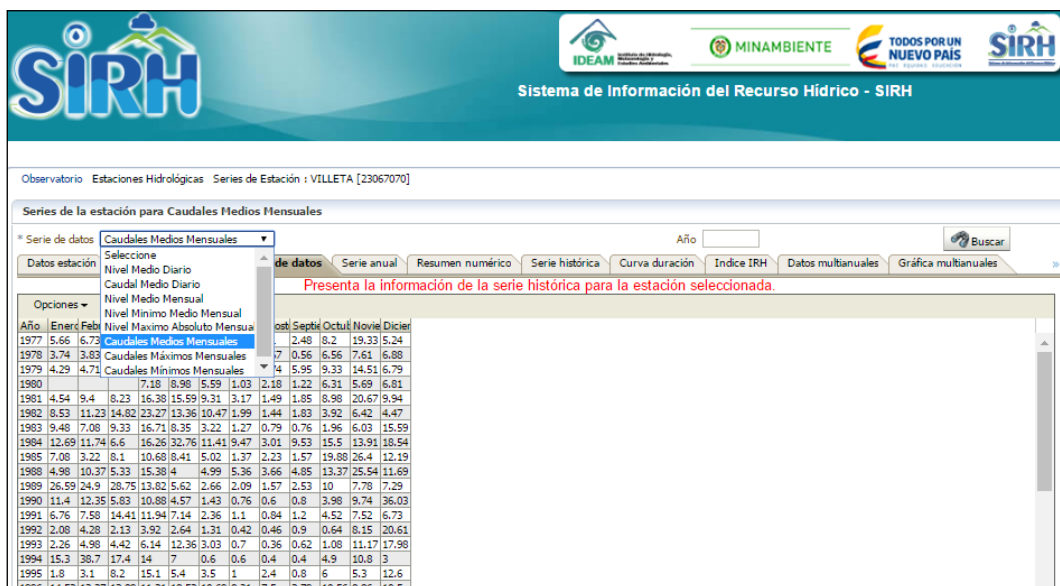 SIRH
IDEAM Instituto de Hidrología, Meteorología y Estudios Ambientales
MINAMBIENTE
TODOS POR UN
NUEVO PAÍS
PAZ EQUIDAD EDUCACIÓN
SIRH
Sistema de Información del Recurso Hídrico - SIRH
Observatorio Estaciones Hidrológicas Series de Estación : VILLETA [23067070]
Series de la estación para Caudales Medios Mensuales
* Serie de datos Caudales Medios Mensuales ▼ Año Buscar
Datos estación de datos Serie anual Resumen numérico Serie histórica Curva duración Indice IRH Datos multianuales Gráfica multianuales »
Seleccione
Nivel Medio Diario
Caudal Medio Diario
Nivel Medio Mensual
Nivel Minimo Medio Mensual
Nivel Maximo Absoluto Mensual
Caudales Medios Mensuales
Caudales Máximos Mensuales
Caudales Mínimos Mensuales
Presenta la información de la serie histórica para la estación seleccionada.
Opciones
Año Enerc Febr ost Septie Octul Novie Dicier
1977 5.66 6.73 2.48 8.2 19.33 5.24
1978 3.74 3.83 7 0.56 6.56 7.61 6.88
1979 4.29 4.71 74 5.95 9.33 14.51 6.79
1980 7.18 8.98 5.59 1.03 2.18 1.22 6.31 5.69 6.81
1981 4.54 9.4 8.23 16.38 15.59 9.31 3.17 1.49 1.85 8.98 20.67 9.94
1982 8.53 11.23 14.82 23.27 13.36 10.47 1.99 1.44 1.83 3.92 6.42 4.47
1983 9.48 7.08 9.33 16.71 8.35 3.22 1.27 0.79 0.76 1.96 6.03 15.59
1984 12.69 11.74 6.6 16.26 32.76 11.41 9.47 3.01 9.53 15.5 13.91 18.54
1985 7.08 3.22 8.1 10.68 8.41 5.02 1.37 2.23 1.57 19.88 26.4 12.19
1988 4.98 10.37 5.33 15.38 4 4.99 5.36 3.66 4.85 13.37 25.54 11.69
1989 26.59 24.9 28.75 13.82 5.62 2.66 2.09 1.57 2.53 10 7.78 7.29
1990 11.4 12.35 5.83 10.88 4.57 1.43 0.76 0.6 0.8 3.98 9.74 36.03
1991 6.76 7.58 14.41 11.94 7.14 2.36 1.1 0.84 1.2 4.52 7.52 6.73
1992 2.08 4.28 2.13 3.92 2.64 1.31 0.42 0.46 0.9 0.64 8.15 20.61
1993 2.26 4.98 4.42 6.14 12.36 3.03 0.7 0.36 0.62 1.08 11.17 17.98
1994 15.3 38.7 17.4 14 7 0.6 0.6 0.4 0.4 4.9 10.8 3
1995 1.8 3.1 8.2 15.1 5.4 3.5 1 2.4 0.8 6 5.3 12.6